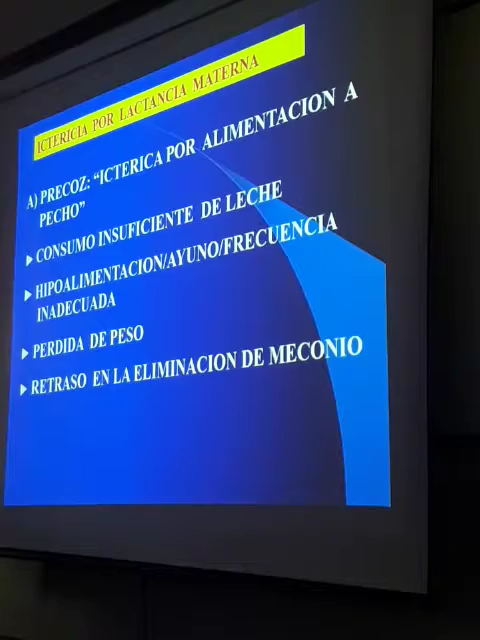 ICTERICIA POR LACTANCIA MATERNA
A) PRECOZ: "ICTERICA POR ALIMENTACION A
PECHO"
CONSUMO INSUFICIENTE DE LECHE
HIPOALIMENTACION/AYUNO/FRECUENCIA
INADECUADA
PERDIDA DE PESO
RETRASO EN LA ELIMINACION DE MECONIO